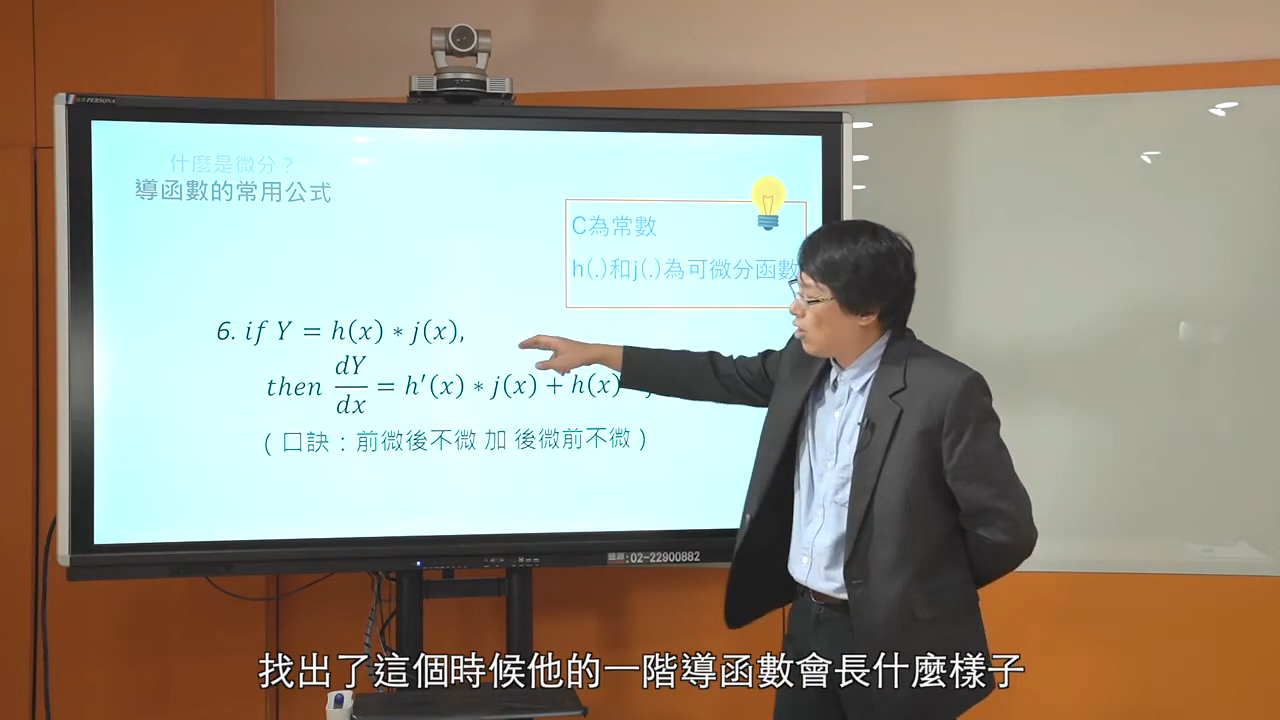 PERSONA
什麼是微分？
導函數的常用公式
C為常數
h(.)和j(.)為可微分函數
6. if Y = h(x) ∗ j(x),
then dY/dx = h′(x) ∗ j(x) + h(x)
( 口訣：前微後不微 加 後微前不微 )
:02-22900882
找出了這個時候他的一階導函數會長什麼樣子